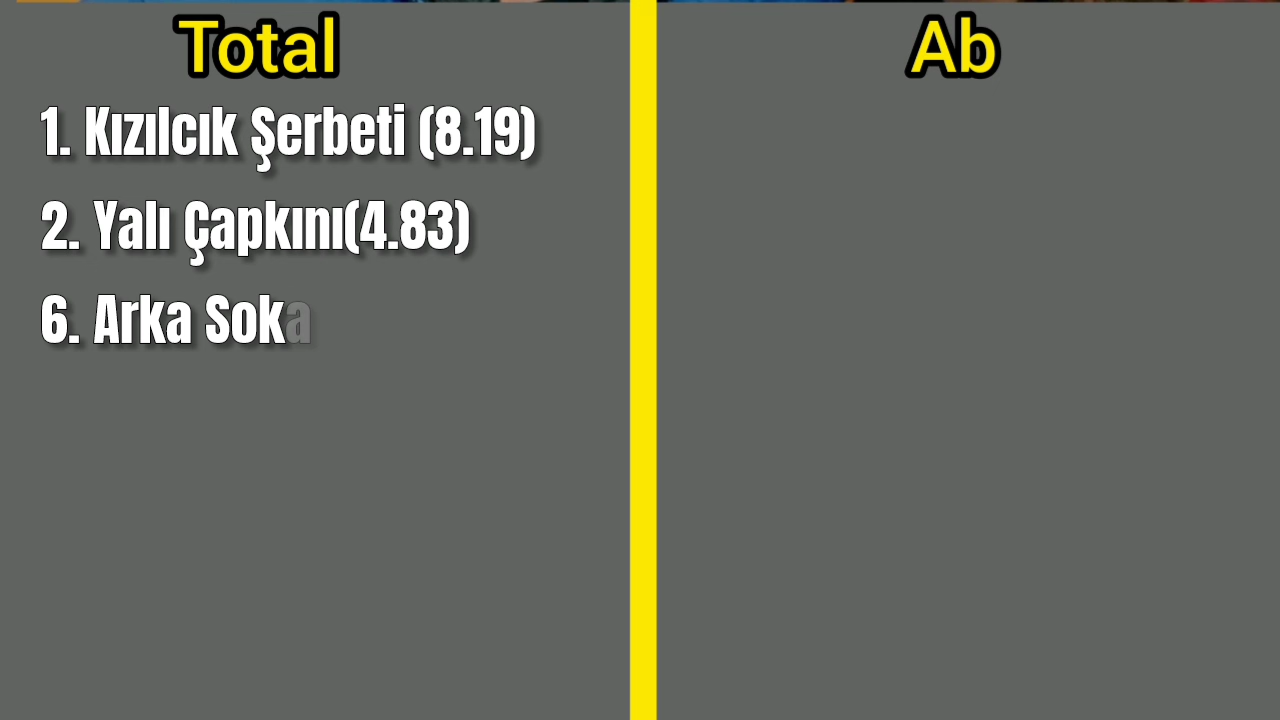 Total
1. Kızılcık Şerbeti (8.19)
2. Yalı Çapkını(4.83)
6. Arka Soka
Ab